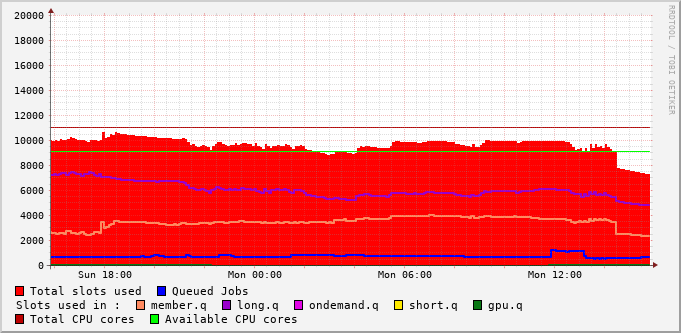 RRDTOOL / TOBI OETIKER
20000
18000
16000
14000
12000
10000
8000
6000
4000
2000
0
Sun 18:00 Mon 00:00 Mon 06:00 Mon 12:00
Total slots used Queued Jobs
Slots used in : member.q long.q ondemand.q short.q gpu.q
Total CPU cores Available CPU cores